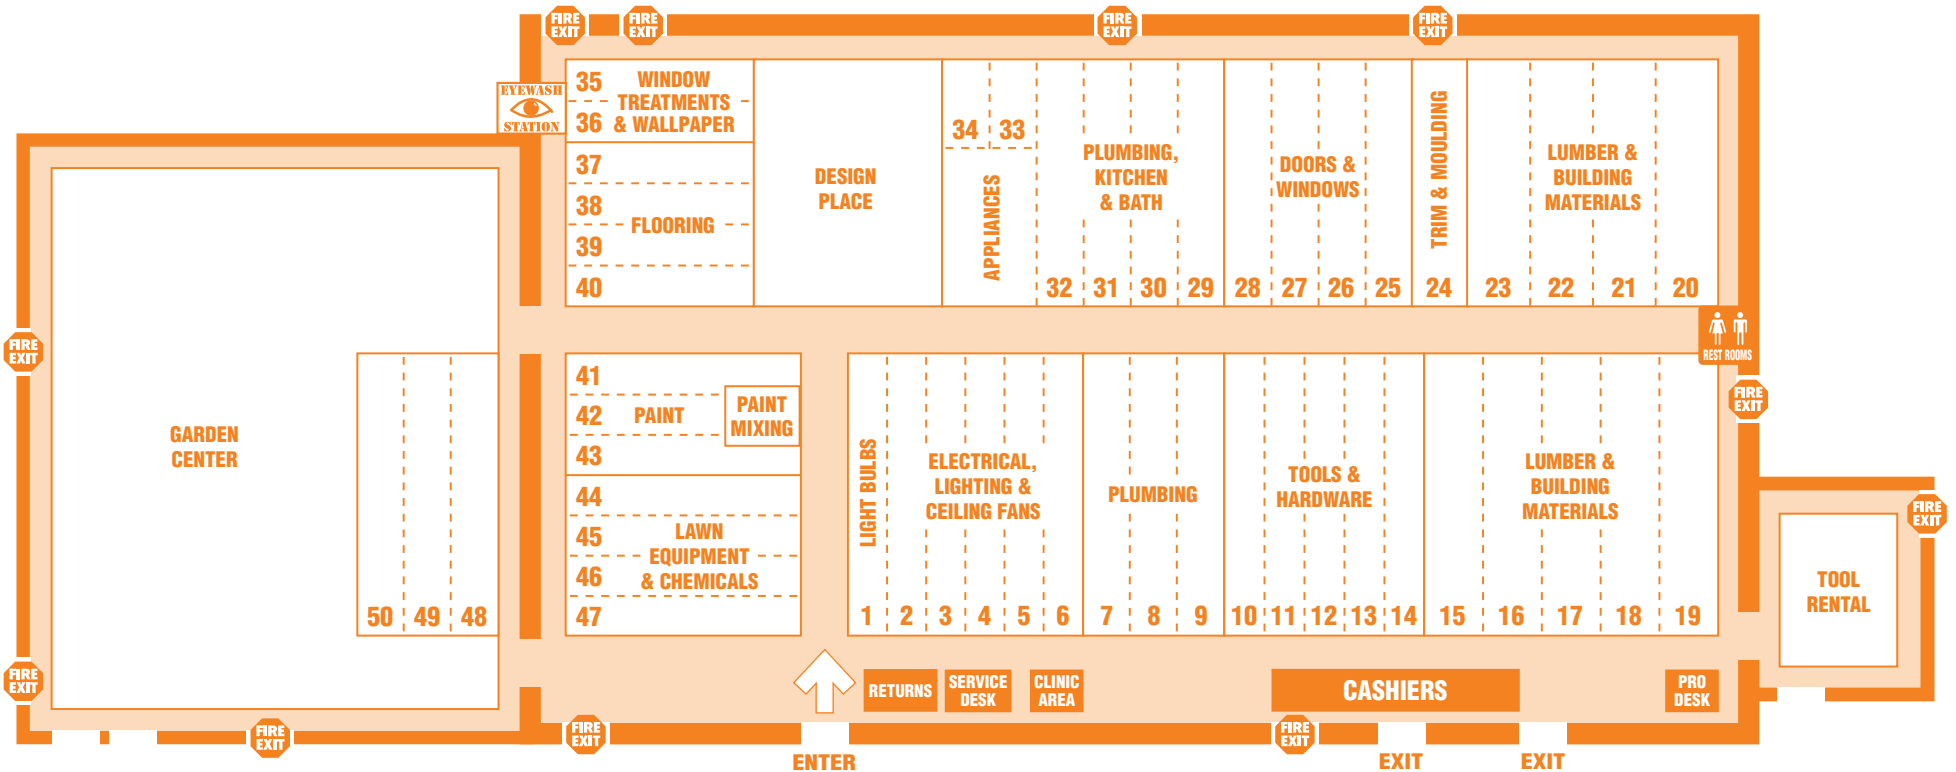 FIRE
EXIT
FIRE
EXIT
FIRE
EXIT
FIRE
EXIT
EYEWASH
STATION
35
36
WINDOW
TREATMENTS
& WALLPAPER
37
38
39
40
FLOORING
DESIGN
PLACE
34
33
APPLIANCES
PLUMBING,
KITCHEN
& BATH
32
31
30
29
DOORS &
WINDOWS
28
27
26
25
TRIM & MOULDING
24
LUMBER &
BUILDING
MATERIALS
23
22
21
20
REST ROOMS
FIRE
EXIT
FIRE
EXIT
GARDEN
CENTER
50
49
48
41
42
43
PAINT
PAINT
MIXING
44
45
46
47
LAWN
EQUIPMENT
& CHEMICALS
LIGHT BULBS
ELECTRICAL,
LIGHTING &
CEILING FANS
1
2
3
4
5
6
PLUMBING
7
8
9
TOOLS &
HARDWARE
10
11
12
13
14
LUMBER &
BUILDING
MATERIALS
15
16
17
18
19
FIRE
EXIT
TOOL
RENTAL
FIRE
EXIT
RETURNS
SERVICE
DESK
CLINIC
AREA
CASHIERS
PRO
DESK
FIRE
EXIT
FIRE
EXIT
FIRE
EXIT
ENTER
EXIT
EXIT